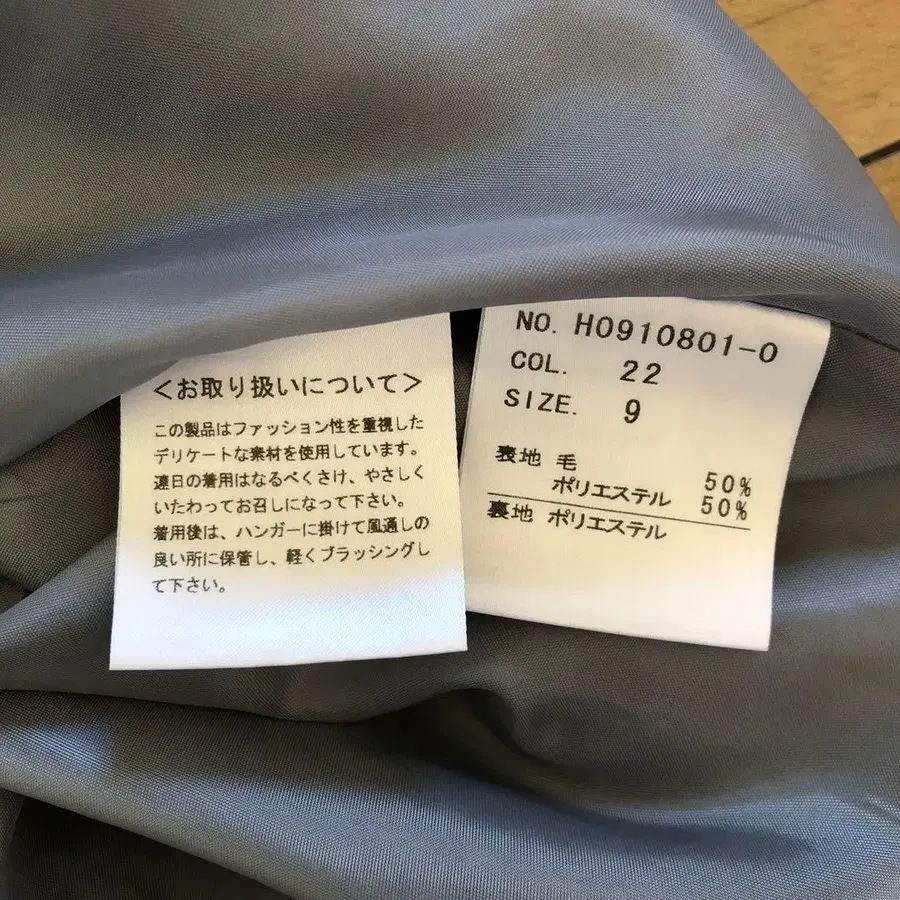 <お取り扱いについて>
この製品はファッション性を重視した
デリケートな素材を使用しています。
連日の着用はなるべくさけ、やさしく
いたわってお召しになって下さい。
着用後は、ハンガーに掛けて風通しの
良い所に保管し、軽くブラッシングし
て下さい。
NO. H0910801-0
COL. 22
SIZE. 9
表地 毛 50%
ポリエステル 50%
裏地 ポリエステル